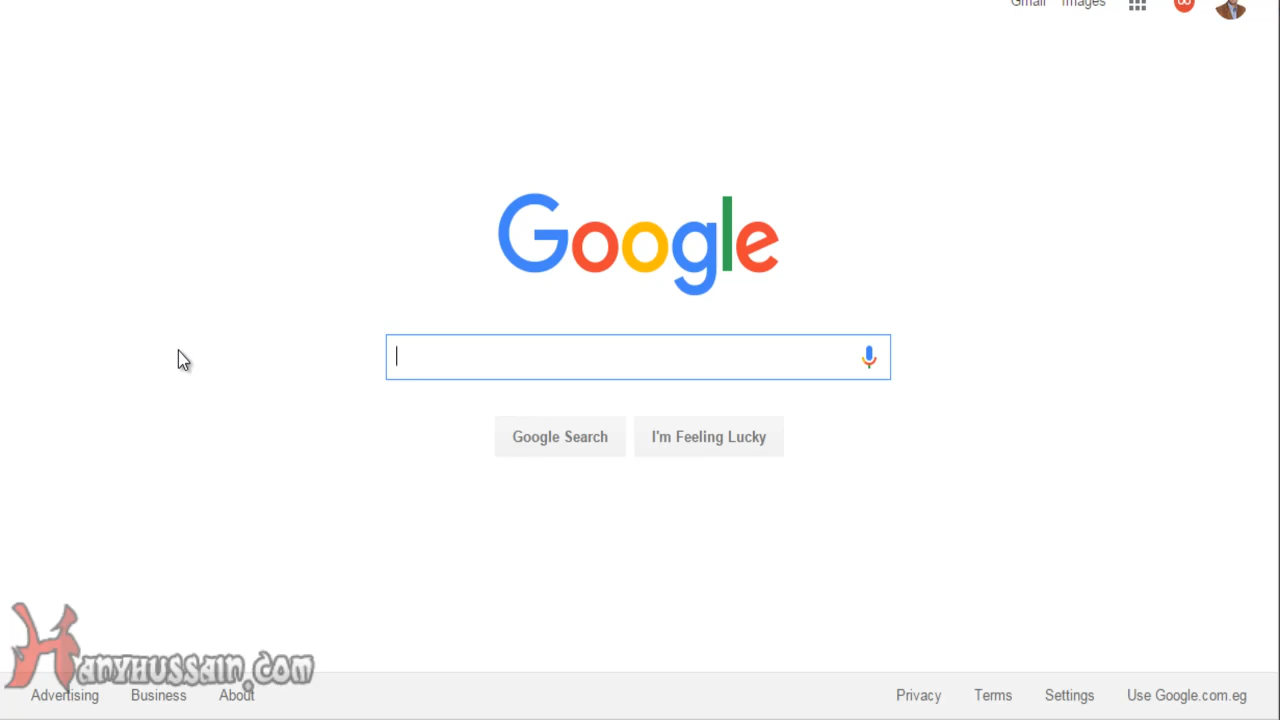 Gmail Images
Google
Google Search I'm Feeling Lucky
Hanyhussain.com
Advertising Business About Privacy Terms Settings Use Google.com.eg